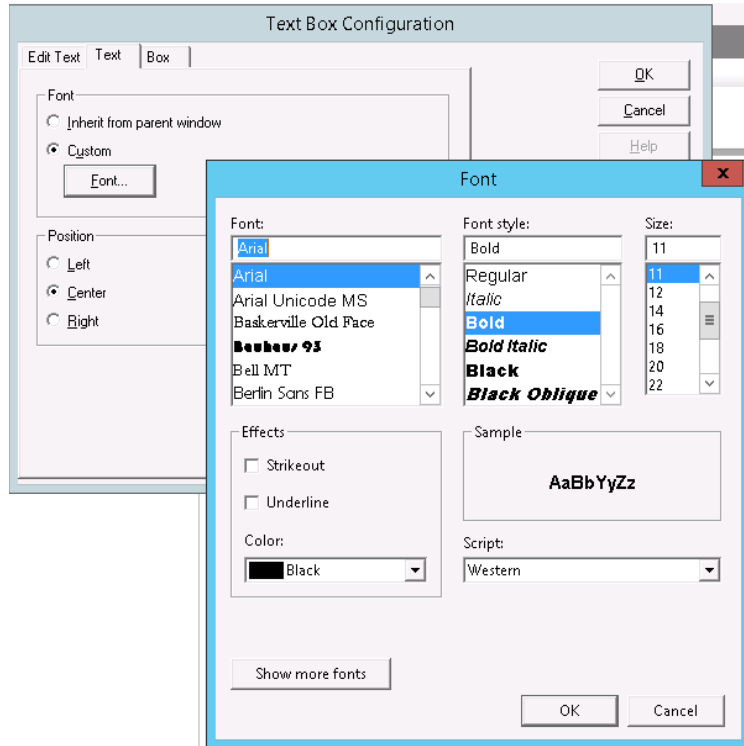 Text Box Configuration
Edit Text Text Box
OK
Cancel
Help
Font
Inherit from parent window
Custom
Font...
Position
Left
Center
Right
Font
x
Font:
Arial
Arial
Arial Unicode MS
Baskerville Old Face
Bauhaus 93
Bell MT
Berlin Sans FB
Font style:
Bold
Regular
Italic
Bold
Bold Italic
Black
Black Oblique
Size:
11
11
12
14
16
18
20
22
Effects
Strikeout
Underline
Color:
Black
Sample
AaBbYyZz
Script:
Western
Show more fonts
OK
Cancel